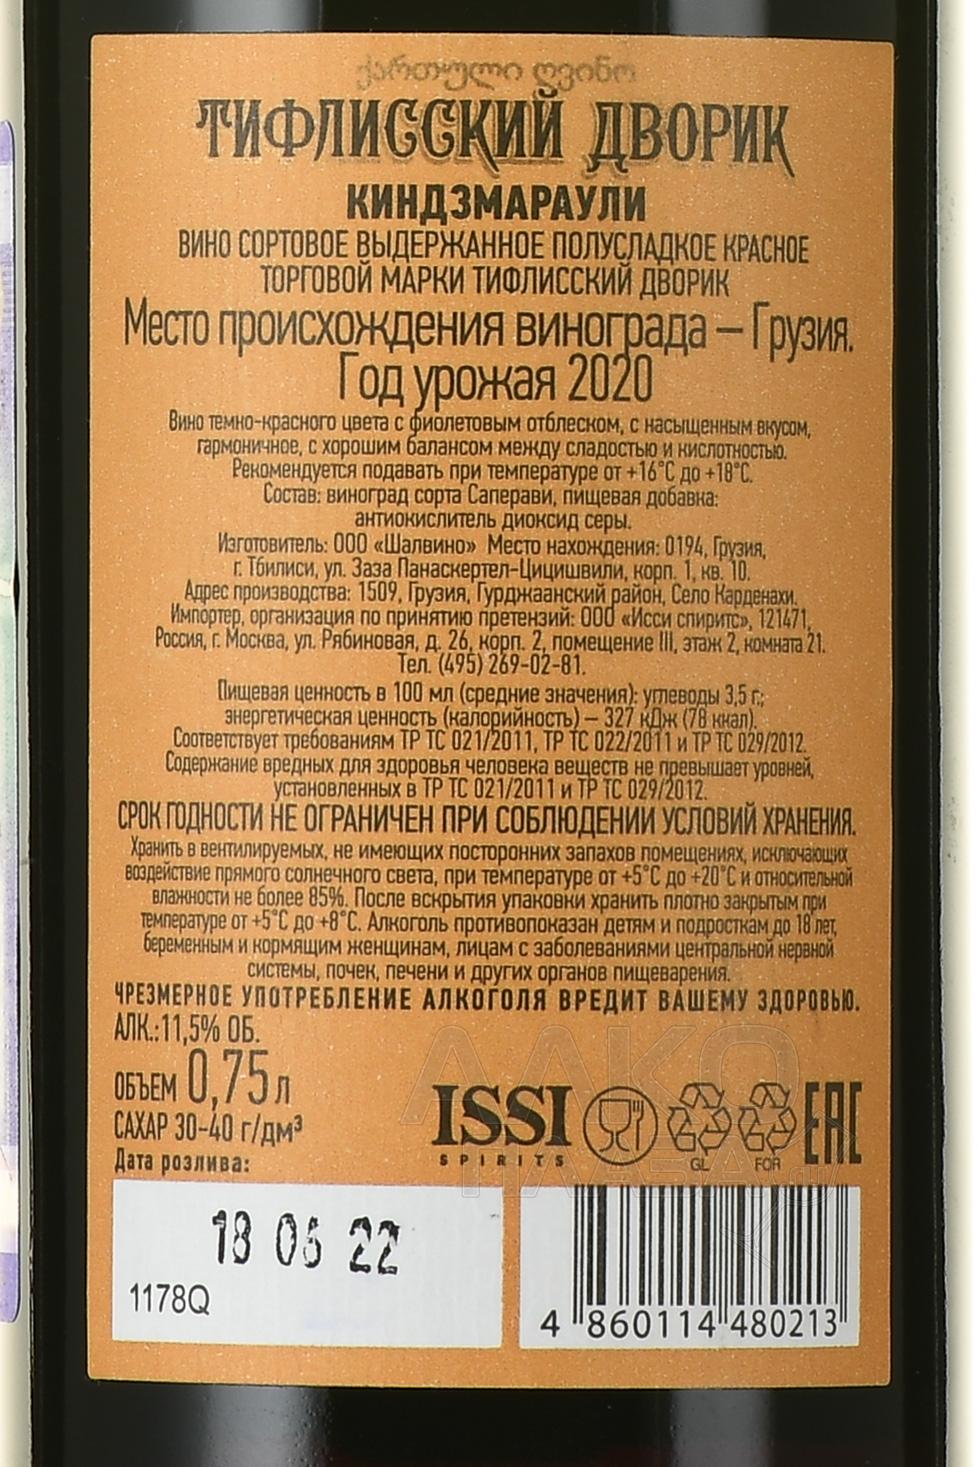 ქართული ღვინო
ТИФЛИССКИЙ ДВОРИК
КИНДЗМАРАУЛИ
ВИНО СОРТОВОЕ ВЫДЕРЖАННОЕ ПОЛУСЛАДКОЕ КРАСНОЕ
ТОРГОВОЙ МАРКИ ТИФЛИССКИЙ ДВОРИК
Место происхождения винограда – Грузия.
Год урожая 2020
Вино темно-красного цвета с фиолетовым отблеском, с насыщенным вкусом,
гармоничное, с хорошим балансом между сладостью и кислотностью.
Рекомендуется подавать при температуре от +16°С до +18°С.
Состав: виноград сорта Саперави, пищевая добавка:
антиокислитель диоксид серы.
Изготовитель: ООО «Шалвино» Место нахождения: 0194, Грузия,
г. Тбилиси, ул. Заза Панаскертел-Цицишвили, корп. 1, кв. 10.
Адрес производства: 1509, Грузия, Гурджаанский район, Село Карденахи.
Импортер, организация по принятию претензий: ООО «Исси спиритс», 121471,
Россия, г. Москва, ул. Рябиновая, д. 26, корп. 2, помещение III, этаж 2, комната 21.
Тел. (495) 269-02-81.
Пищевая ценность в 100 мл (средние значения): углеводы 3,5 г.;
энергетическая ценность (калорийность) – 327 кДж (78 ккал).
Соответствует требованиям ТР ТС 021/2011, ТР ТС 022/2011 и ТР ТС 029/2012.
Содержание вредных для здоровья человека веществ не превышает уровней,
установленных в ТР ТС 021/2011 и ТР ТС 029/2012.
СРОК ГОДНОСТИ НЕ ОГРАНИЧЕН ПРИ СОБЛЮДЕНИИ УСЛОВИЙ ХРАНЕНИЯ.
Хранить в вентилируемых, не имеющих посторонних запахов помещениях, исключающих
воздействие прямого солнечного света, при температуре от +5°С до +20°С и относительной
влажности не более 85%. После вскрытия упаковки хранить плотно закрытым при
температуре от +5°С до +8°С. Алкоголь противопоказан детям и подросткам до 18 лет,
беременным и кормящим женщинам, лицам с заболеваниями центральной нервной
системы, почек, печени и других органов пищеварения.
ЧРЕЗМЕРНОЕ УПОТРЕБЛЕНИЕ АЛКОГОЛЯ ВРЕДИТ ВАШЕМУ ЗДОРОВЬЮ.
АЛК.:11,5% ОБ.
ОБЪЕМ 0,75 л
САХАР 30-40 г/дм³
Дата розлива:
ISSI
SPIRITS
GL
FOR
EAC
18 06 22
1178Q
4 860114 480213